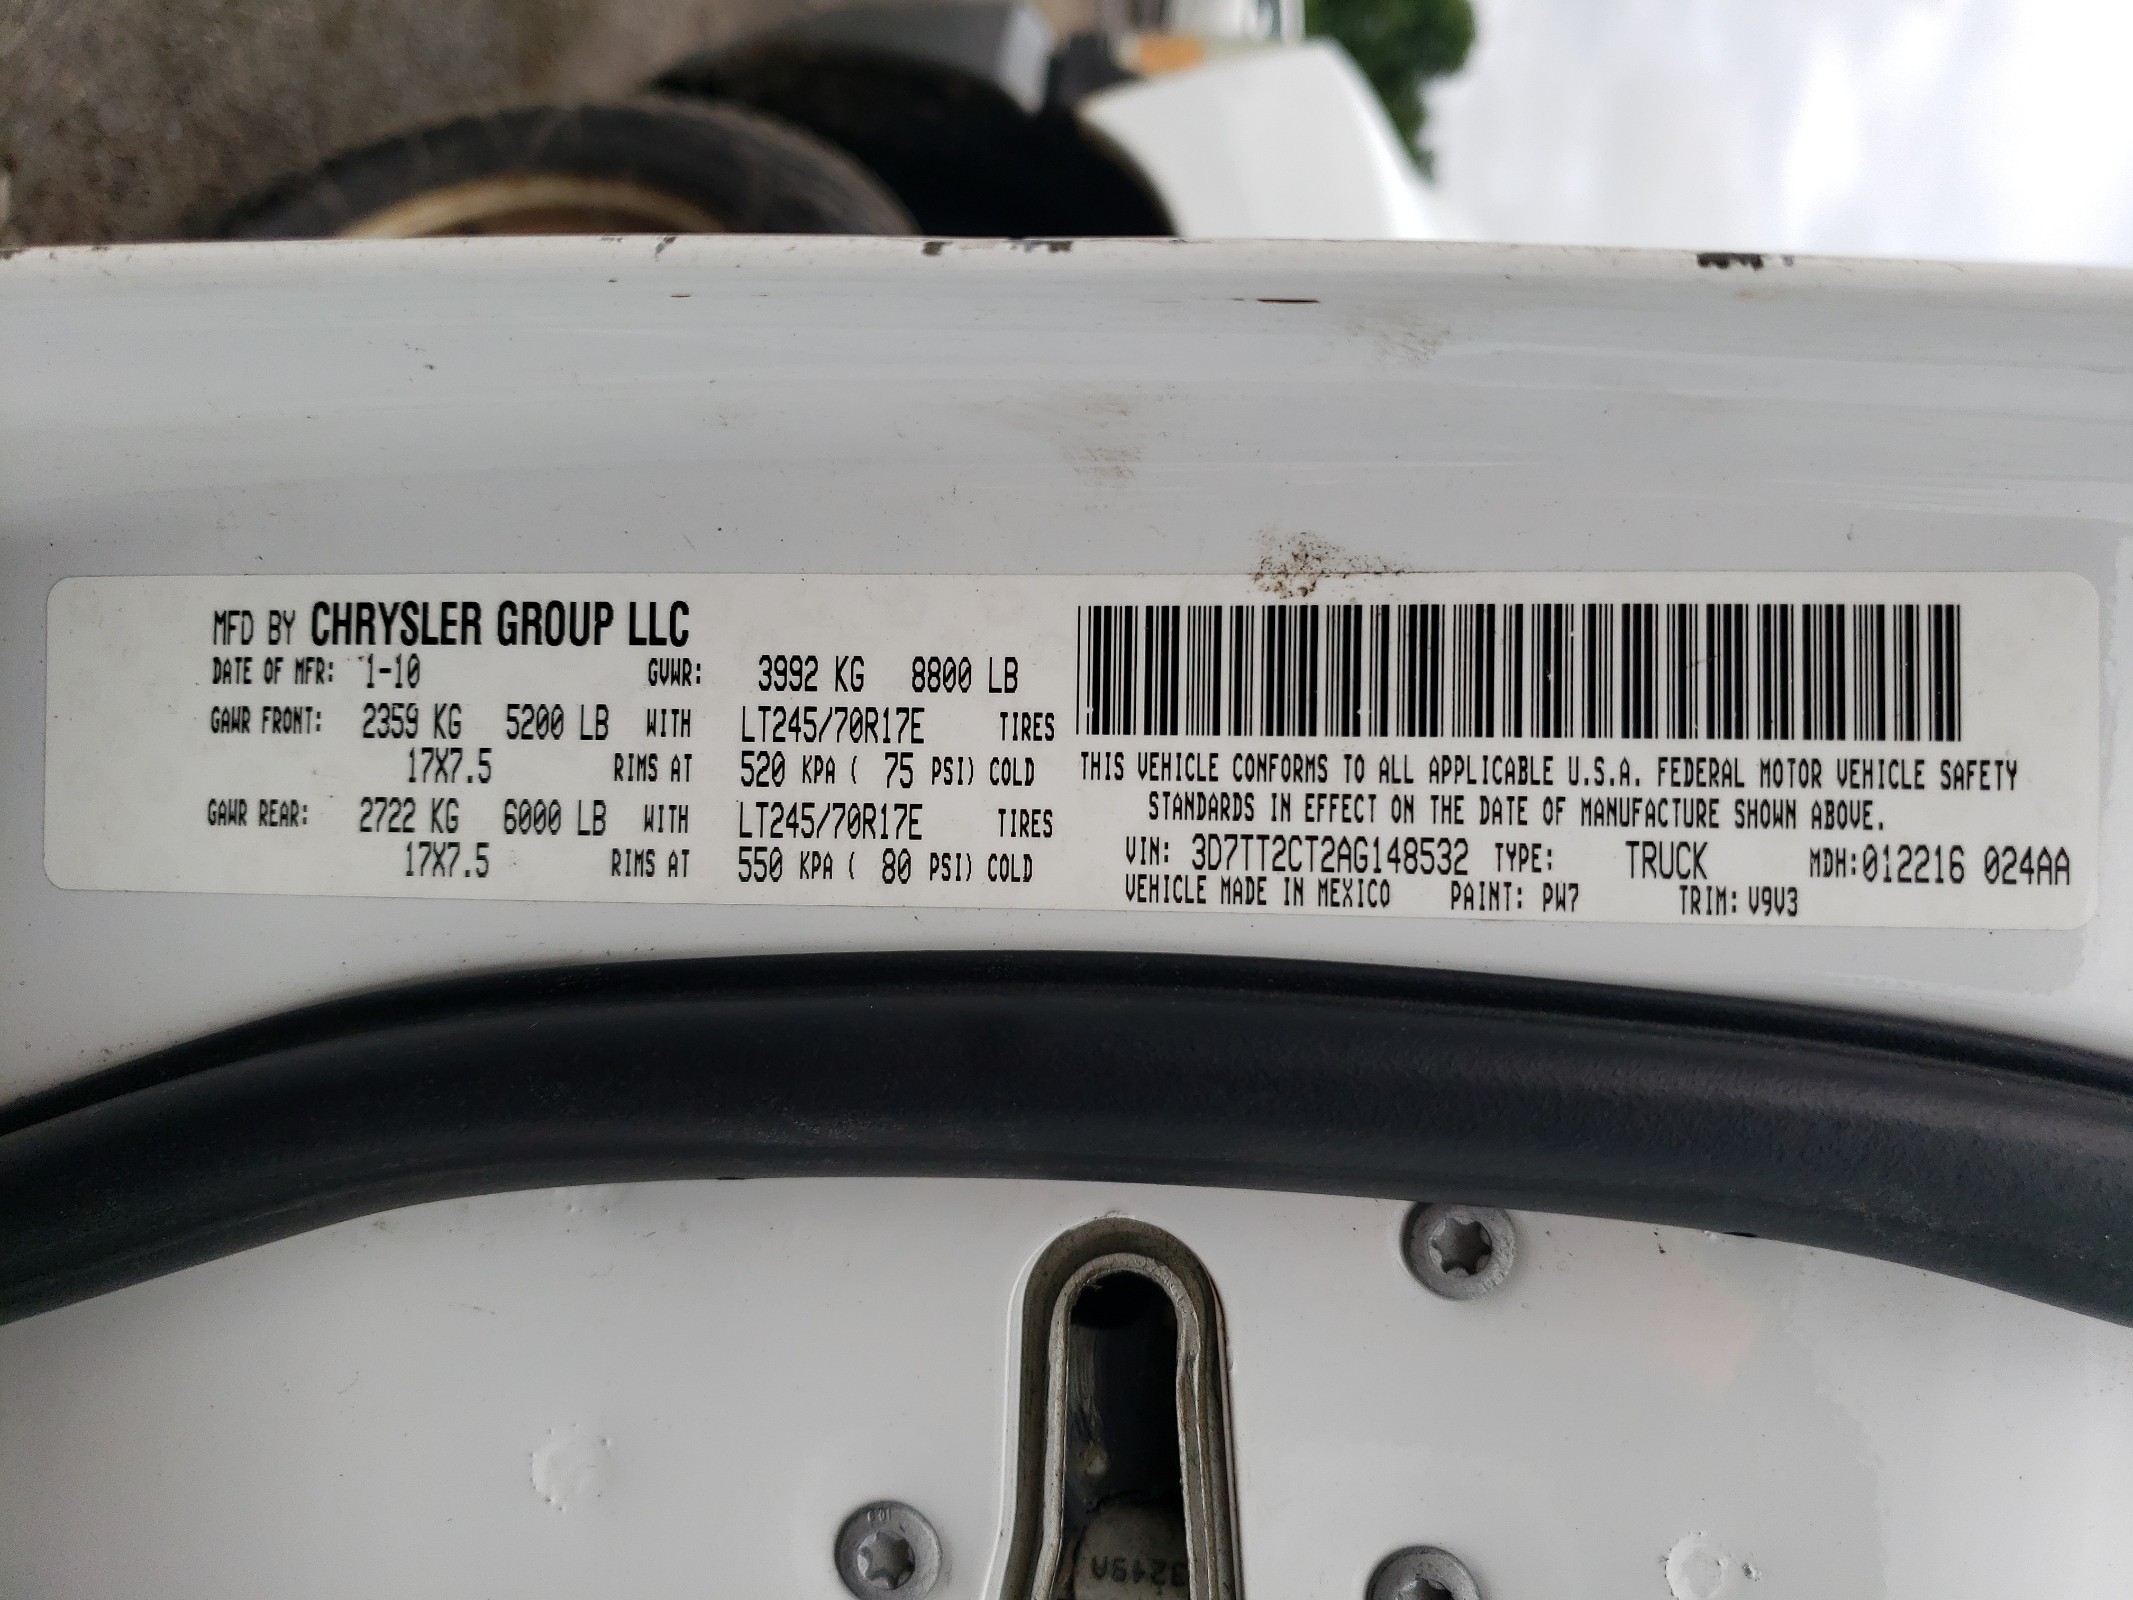 MFD BY CHRYSLER GROUP LLC
DATE OF MFR: 1-10 GVWR: 3992 KG 8800 LB
GAWR FRONT: 2359 KG 5200 LB WITH LT245/70R17E TIRES
17X7.5 RIMS AT 520 KPA ( 75 PSI) COLD
GAWR REAR: 2722 KG 6000 LB WITH LT245/70R17E TIRES
17X7.5 RIMS AT 550 KPA ( 80 PSI) COLD
THIS VEHICLE CONFORMS TO ALL APPLICABLE U.S.A. FEDERAL MOTOR VEHICLE SAFETY
STANDARDS IN EFFECT ON THE DATE OF MANUFACTURE SHOWN ABOVE.
VIN: 3D7TT2CT2AG148532 TYPE: TRUCK MDH:012216 024AA
VEHICLE MADE IN MEXICO PAINT: PW7 TRIM: V9V3